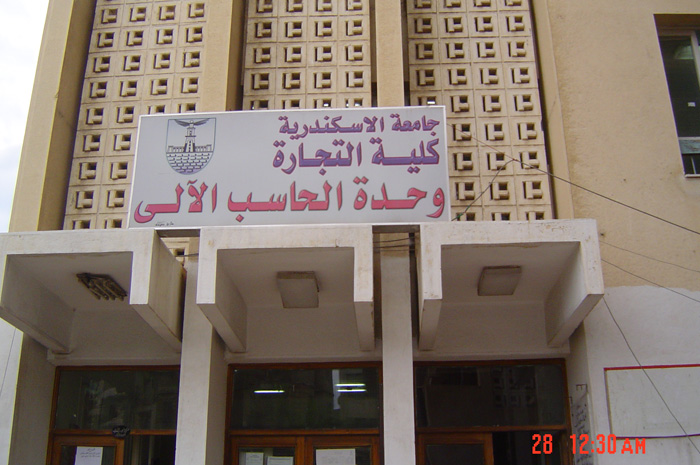 جامعة الاسكندرية
كلية التجارة
وحدة الحاسب الآلى
28 12:30 AM